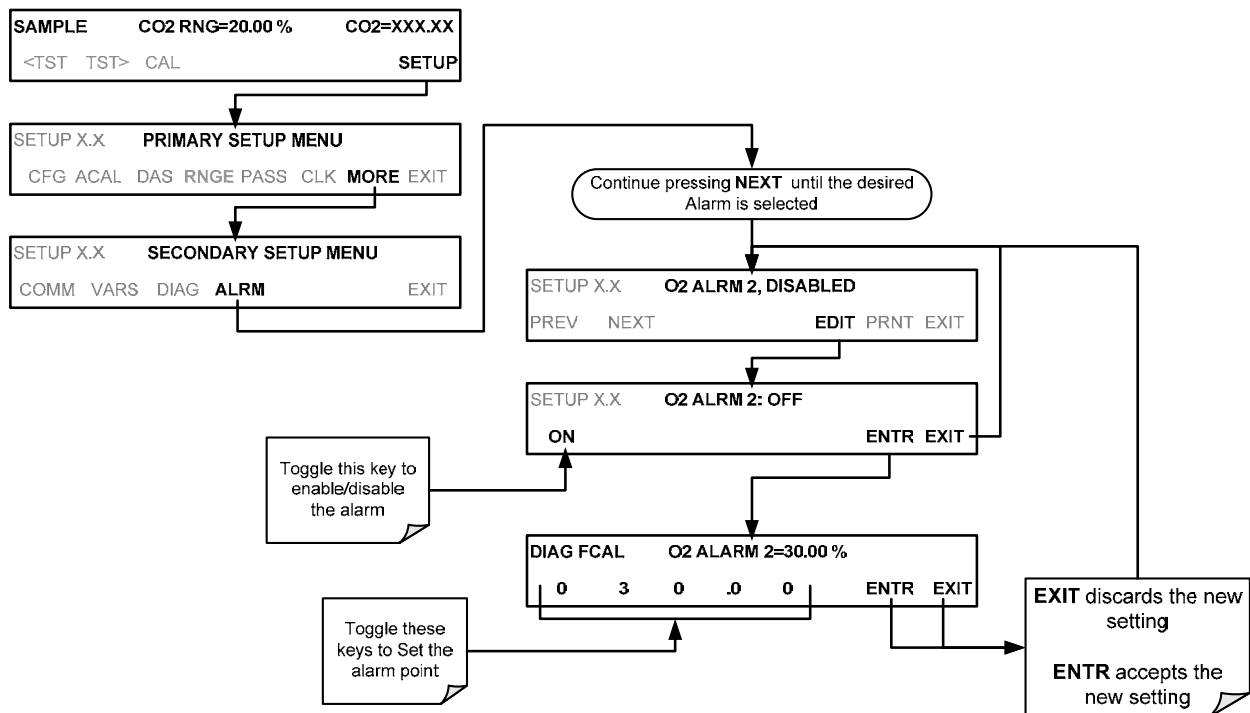 SAMPLE CO2 RNG=20.00 % CO2=XXX.XX
<TST TST> CAL SETUP
SETUP X.X PRIMARY SETUP MENU
CFG ACAL DAS RNGE PASS CLK MORE EXIT
SETUP X.X SECONDARY SETUP MENU
COMM VARS DIAG ALRM EXIT
Continue pressing NEXT until the desired
Alarm is selected
SETUP X.X O2 ALRM 2, DISABLED
PREV NEXT EDIT PRNT EXIT
SETUP X.X O2 ALRM 2: OFF
ON ENTR EXIT
Toggle this key to
enable/disable
the alarm
DIAG FCAL O2 ALARM 2=30.00 %
0 3 0 .0 0 ENTR EXIT
Toggle these
keys to Set the
alarm point
EXIT discards the new
setting
ENTR accepts the
new setting